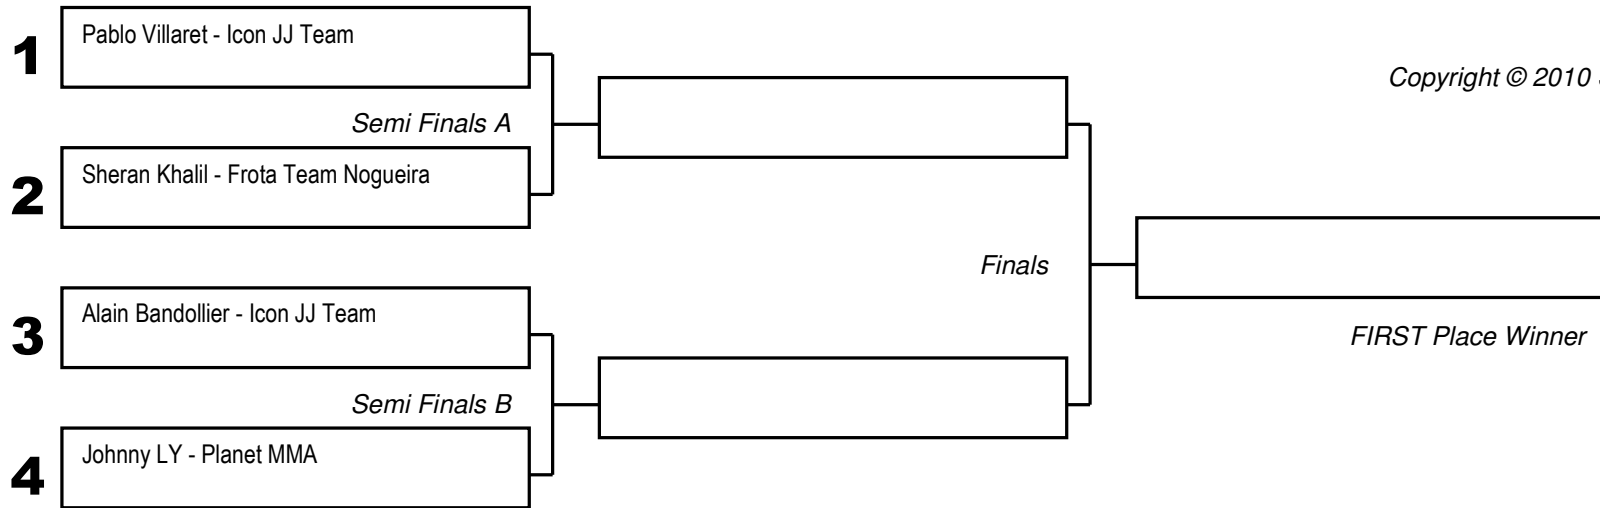 1
Pablo Villaret - Icon JJ Team
Copyright © 2010
Semi Finals A
2
Sheran Khalil - Frota Team Nogueira
Finals
3
Alain Bandollier - Icon JJ Team
FIRST Place Winner
Semi Finals B
4
Johnny LY - Planet MMA